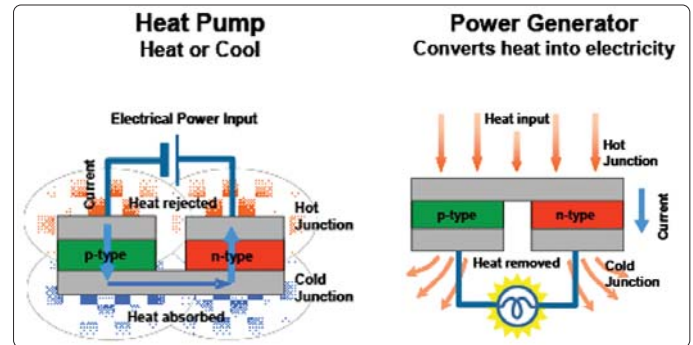 Heat Pump
Heat or Cool
Electrical Power Input
Current
Heat rejected
Hot
Junction
p-type
n-type
Cold
Junction
Heat absorbed
Power Generator
Converts heat into electricity
Heat input
Hot
Junction
p-type
n-type
Current
Heat removed
Cold
Junction